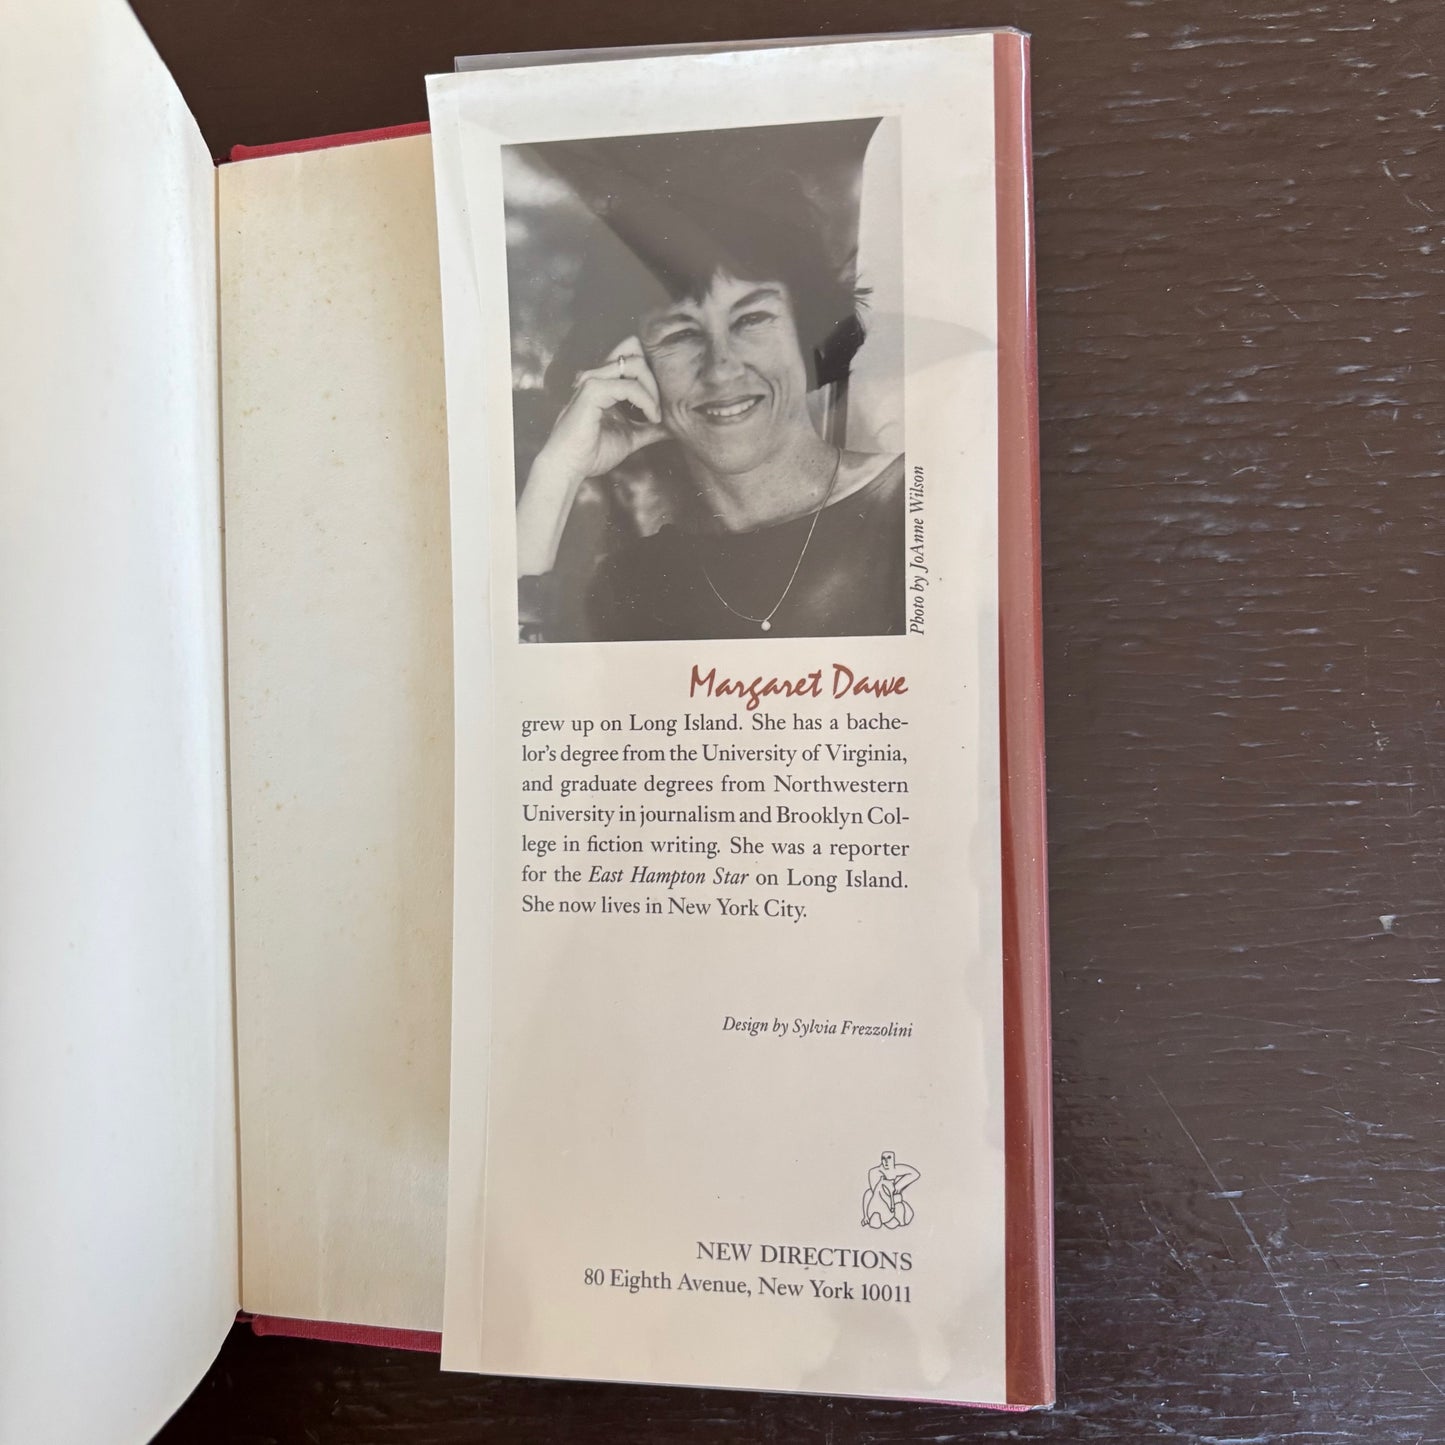 Photo by JoAnne Wilson
Margaret Dawe
grew up on Long Island. She has a bache-
lor's degree from the University of Virginia,
and graduate degrees from Northwestern
University in journalism and Brooklyn Col-
lege in fiction writing. She was a reporter
for the East Hampton Star on Long Island.
She now lives in New York City.
Design by Sylvia Frezzolini
NEW DIRECTIONS
80 Eighth Avenue, New York 10011